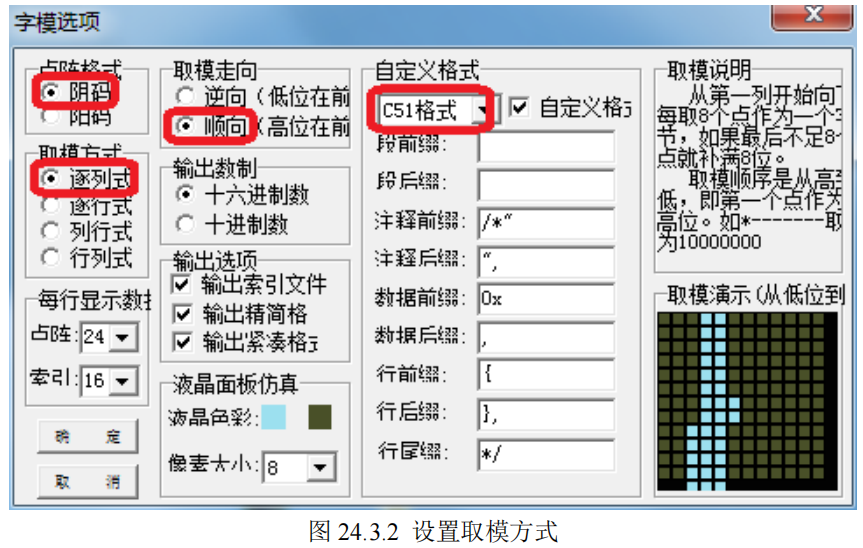 字模选项
点阵格式
阴码
阳码
取模方式
逐列式
逐行式
列行式
行列式
每行显示数
点阵:
24
索引:
16
确 定
取 消
取模走向
逆向（低位在前
顺向（高位在前
输出数制
十六进制数
十进制数
输出选项
输出索引文件
输出精简格
输出紧凑格式
液晶面板仿真
液晶色彩:
像素大小:
8
自定义格式
C51格式
自定义格式
段前缀:
段后缀:
注释前缀:
/*“
注释后缀:
“,
数据前缀:
0x
数据后缀:
,
行前缀:
{
行后缀:
},
行尾缀:
*/
取模说明
从第一列开始向
每取8个点作为一个
节，如果最后不足8
点就补满8位。
取模顺序是从高
低，即第一个点作为
高位。如*-------取
为10000000
取模演示(从低位到
图 24.3.2 设置取模方式